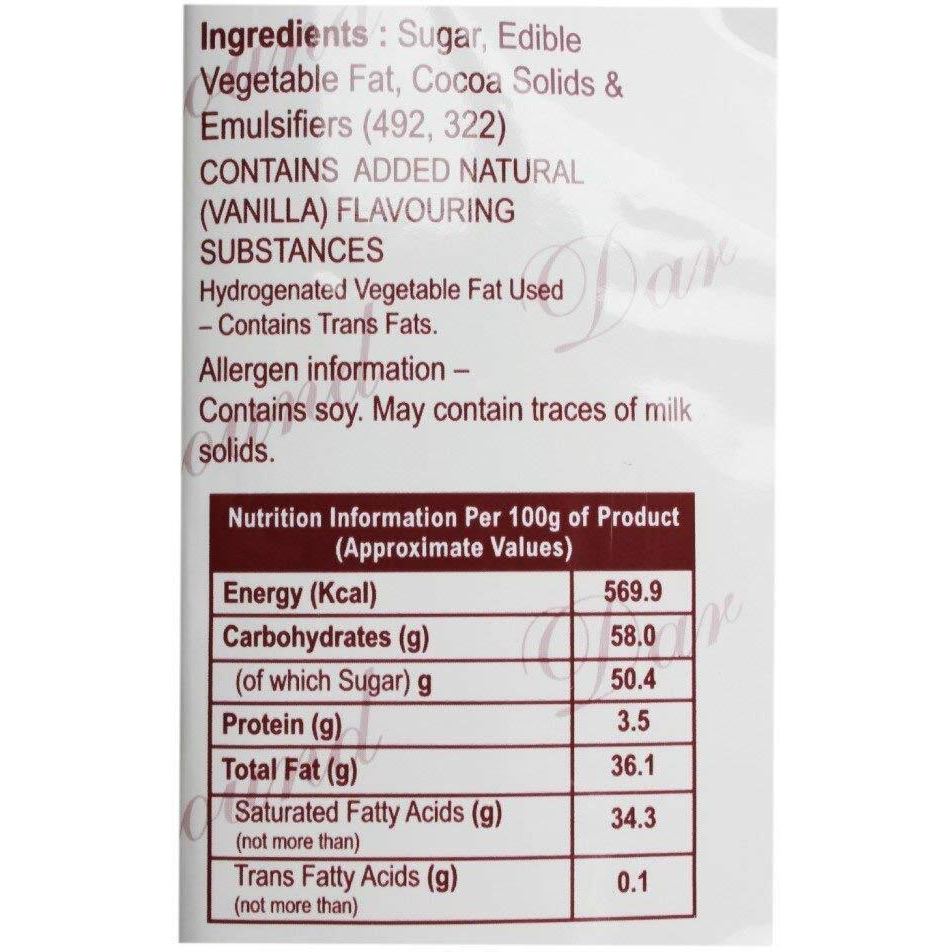 Ingredients : Sugar, Edible
Vegetable Fat, Cocoa Solids &
Emulsifiers (492, 322)
CONTAINS ADDED NATURAL
(VANILLA) FLAVOURING
SUBSTANCES
Hydrogenated Vegetable Fat Used
– Contains Trans Fats.
Allergen information –
Contains soy. May contain traces of milk
solids.
Nutrition Information Per 100g of Product
(Approximate Values)
Energy (Kcal) 569.9
Carbohydrates (g) 58.0
(of which Sugar) g 50.4
Protein (g) 3.5
Total Fat (g) 36.1
Saturated Fatty Acids (g) 34.3
(not more than)
Trans Fatty Acids (g) 0.1
(not more than)
Dar
Dar